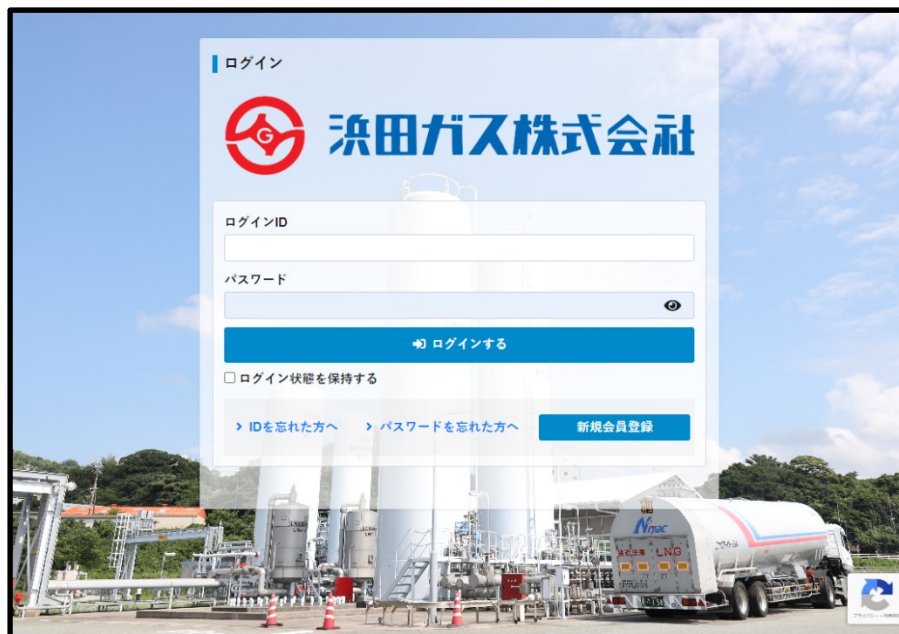 ログイン
G
浜田ガス株式会社
ログインID
パスワード
ログインする
ログイン状態を保持する
IDを忘れた方へ
パスワードを忘れた方へ
新規会員登録
LNG